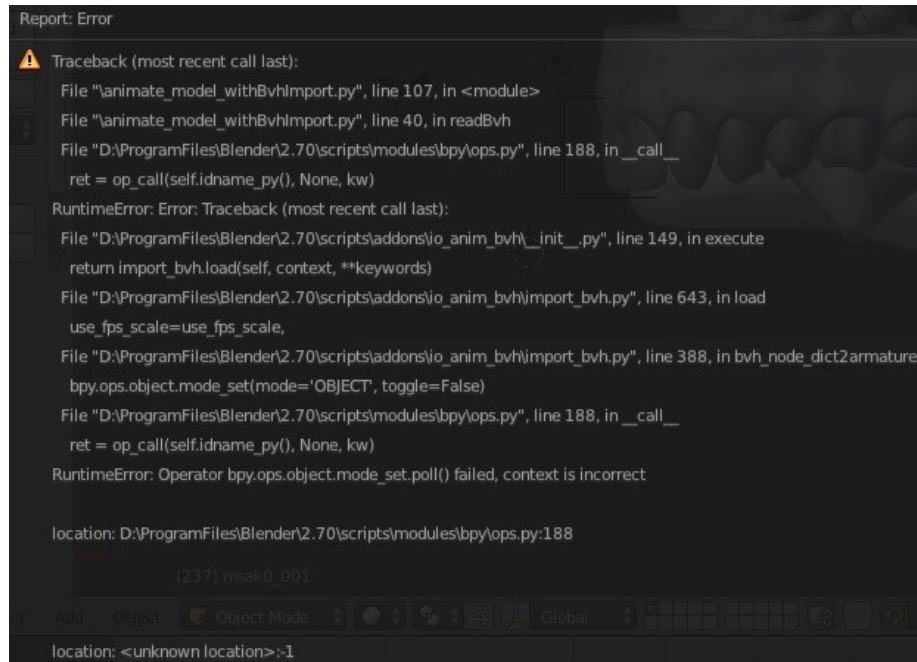 Report: Error
Traceback (most recent call last):
File "\animate_model_withBvhImport.py", line 107, in <module>
File "\animate_model_withBvhImport.py", line 40, in readBvh
File "D:\ProgramFiles\Blender\2.70\scripts\modules\bpy\ops.py", line 188, in __call__
ret = op_call(self.idname_py(), None, kw)
RuntimeError: Error: Traceback (most recent call last):
File "D:\ProgramFiles\Blender\2.70\scripts\addons\io_anim_bvh\__init__.py", line 149, in execute
return import_bvh.load(self, context, **keywords)
File "D:\ProgramFiles\Blender\2.70\scripts\addons\io_anim_bvh\import_bvh.py", line 643, in load
use_fps_scale=use_fps_scale,
File "D:\ProgramFiles\Blender\2.70\scripts\addons\io_anim_bvh\import_bvh.py", line 388, in bvh_node_dict2armature
bpy.ops.object.mode_set(mode='OBJECT', toggle=False)
File "D:\ProgramFiles\Blender\2.70\scripts\modules\bpy\ops.py", line 188, in __call__
ret = op_call(self.idname_py(), None, kw)
RuntimeError: Operator bpy.ops.object.mode_set.poll() failed, context is incorrect
location: D:\ProgramFiles\Blender\2.70\scripts\modules\bpy\ops.py:188
(237) msak0_001
Add Object Object Mode Global
location: <unknown location>:-1